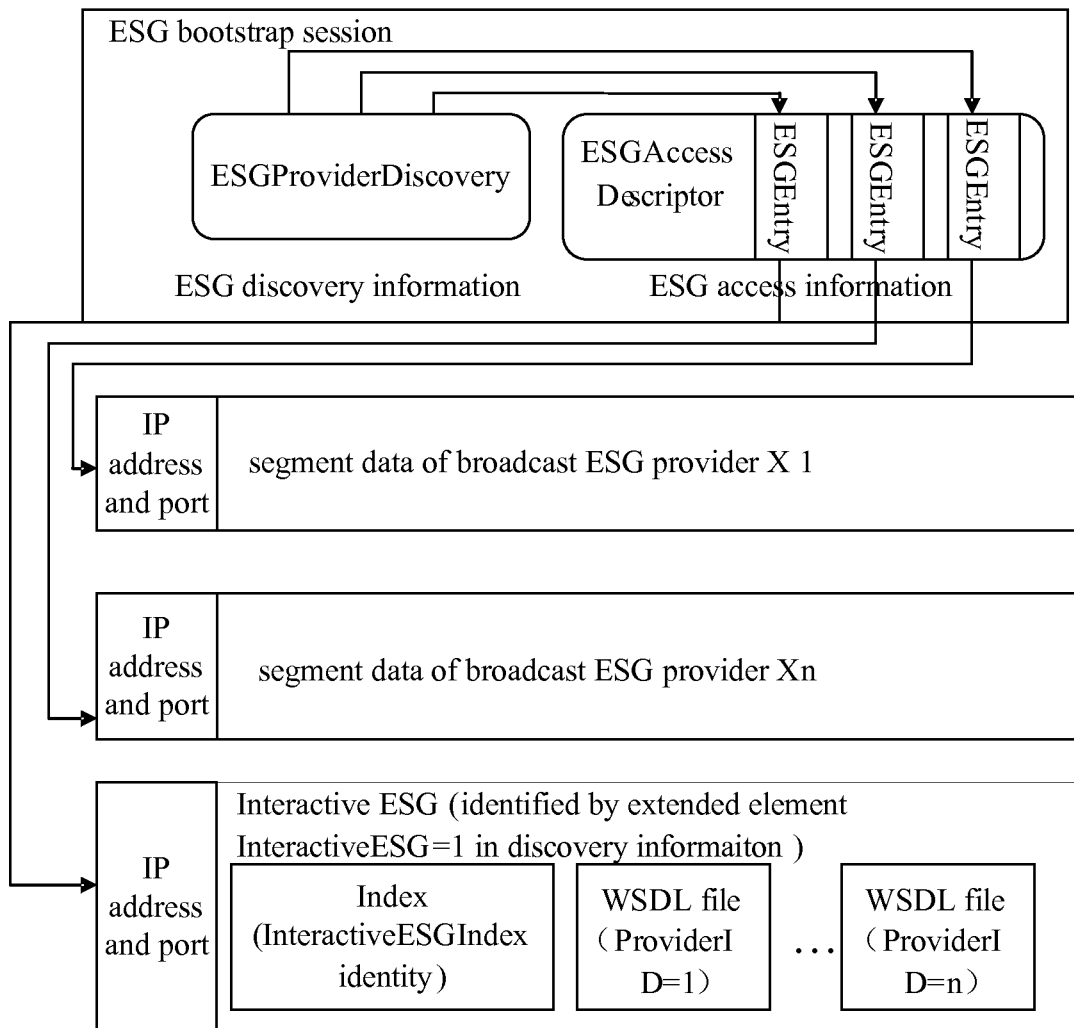 ESG bootstrap session
ESGProviderDiscovery
ESGAccess
Descriptor
ESGEntry
ESGEntry
ESGEntry
ESG discovery information
ESG access information
IP
address
and port
segment data of broadcast ESG provider X 1
IP
address
and port
segment data of broadcast ESG provider Xn
IP
address
and port
Interactive ESG (identified by extended element
InteractiveESG=1 in discovery informaiton )
Index
(InteractiveESGIndex
identity)
WSDL file
（ProviderI
D=1）
...
WSDL file
（ProviderI
D=n）